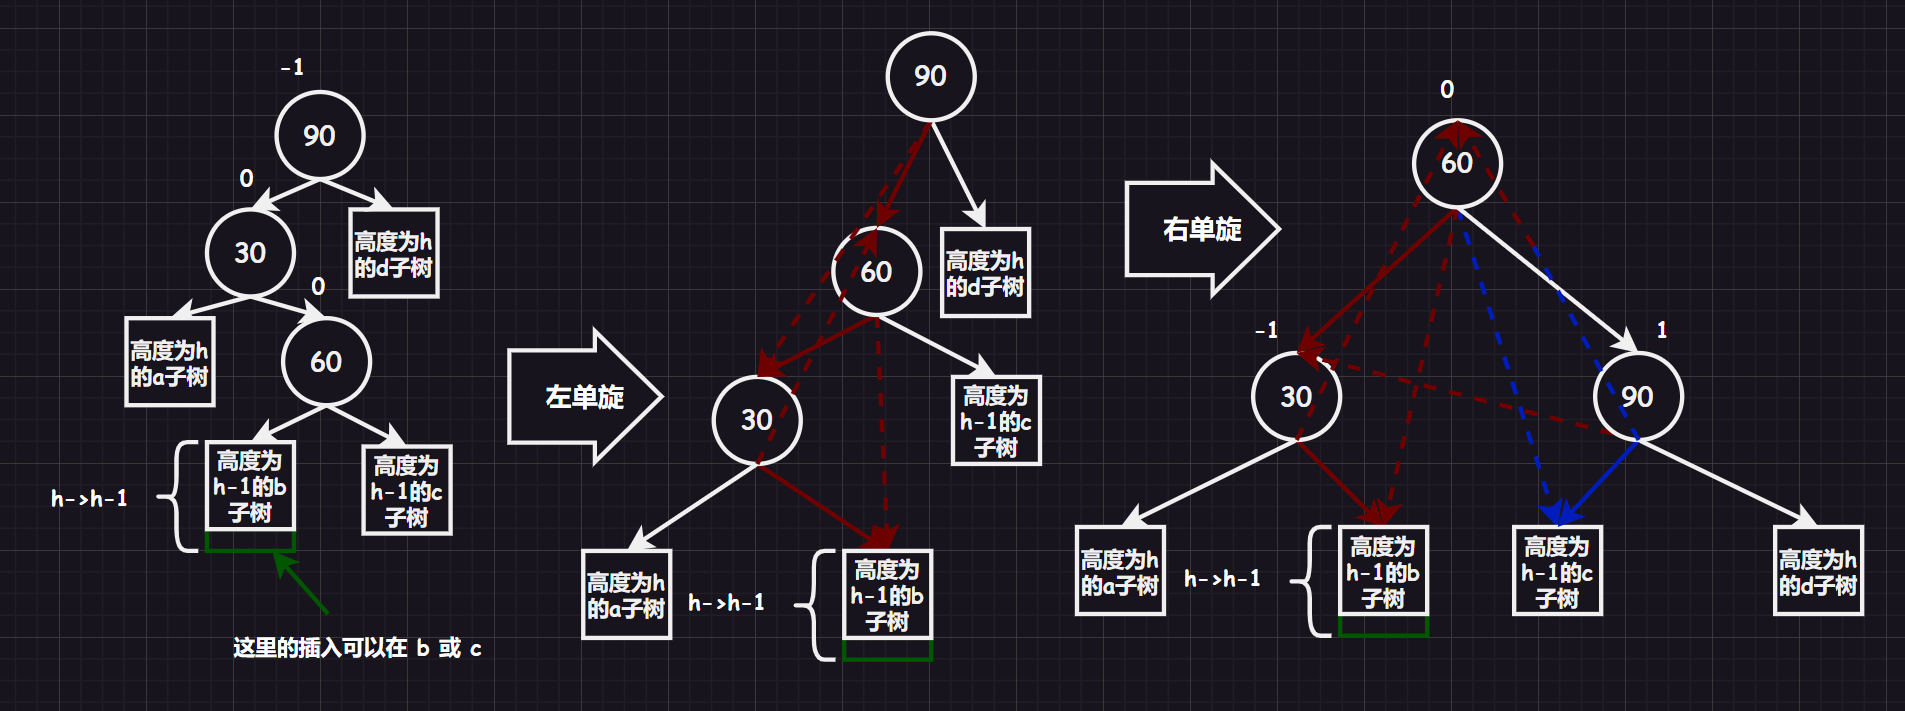 -1
90
0
30
高度为h
的d子树
0
高度为h
的a子树
60
h->h-1
高度为
h-1的b
子树
高度为
h-1的c
子树
这里的插入可以在 b 或 c
左单旋
90
60
高度为h
的d子树
30
高度为
h-1的c
子树
高度为h
的a子树
h->h-1
高度为
h-1的b
子树
右单旋
0
60
-1
30
1
90
高度为h
的a子树
h->h-1
高度为
h-1的b
子树
高度为
h-1的c
子树
高度为h
的d子树